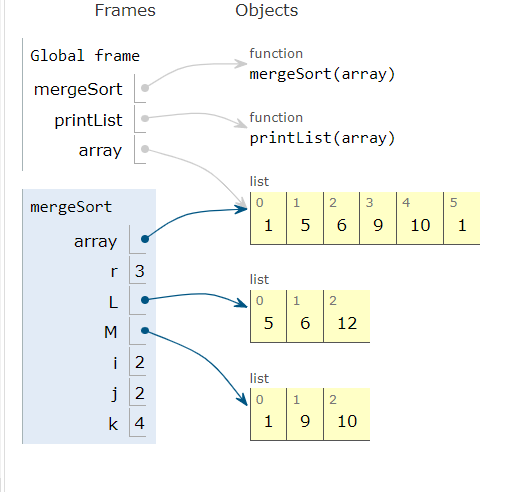 Frames Objects
Global frame
mergeSort
printList
array
function
mergeSort(array)
function
printList(array)
list
0 1 2 3 4 5
1 5 6 9 10 1
mergeSort
array
r 3
L
M
i 2
j 2
k 4
list
0 1 2
5 6 12
list
0 1 2
1 9 10